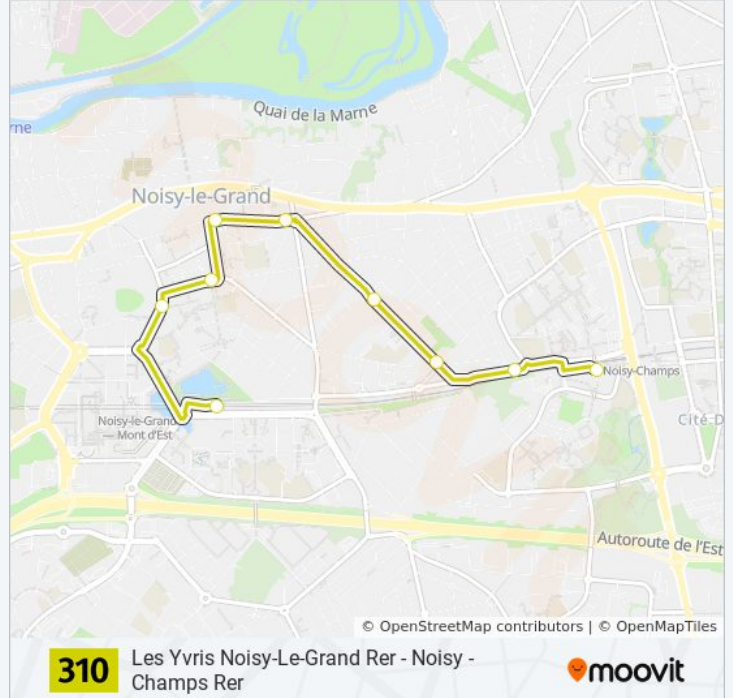 Quai de la Marne
rne
Noisy-le-Grand
Noisy-Champs
Noisy-le-Grand
— Mont d'Est
Cité D
Autoroute de l'Est
© OpenStreetMap contributors | © OpenMapTiles
310
Les Yvris Noisy-Le-Grand Rer - Noisy -
Champs Rer
moovit